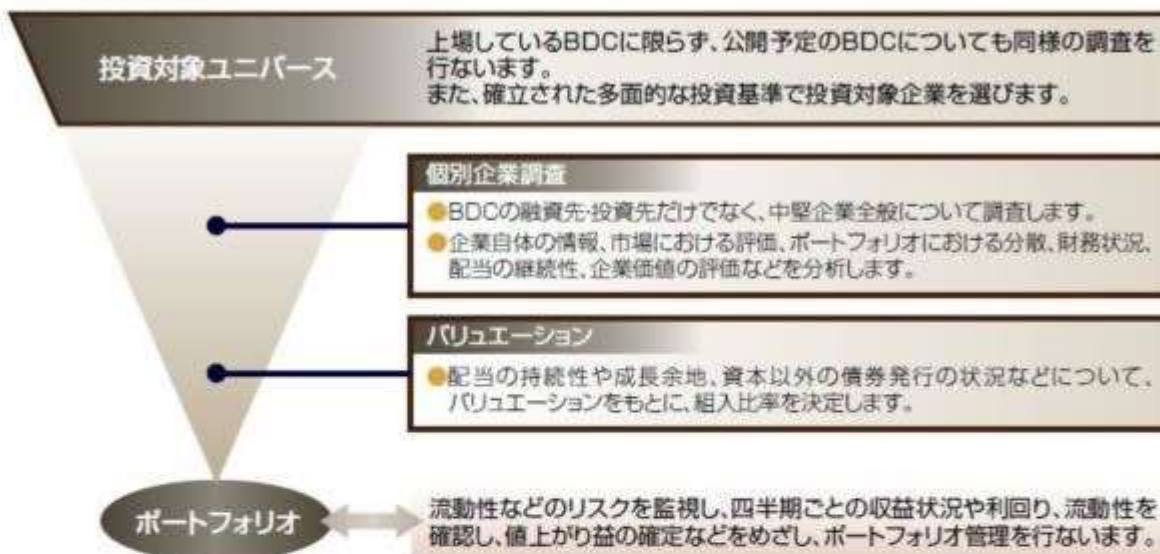 投資対象ユニバース
上場しているBDCに限らず、公開予定のBDCについても同様の調査を
行ないます。
また、確立された多面的な投資基準で投資対象企業を選びます。
個別企業調査
●BDCの融資先・投資先だけでなく、中堅企業全般について調査します。
●企業自体の情報、市場における評価、ポートフォリオにおける分散、財務状況、
配当の継続性、企業価値の評価などを分析します。
バリュエーション
●配当の持続性や成長余地、資本以外の債券発行の状況などについて、
バリュエーションをもとに、組入比率を決定します。
ポートフォリオ
流動性などのリスクを監視し、四半期ごとの収益状況や利回り、流動性を
確認し、値上がり益の確定などをめざし、ポートフォリオ管理を行ないます。